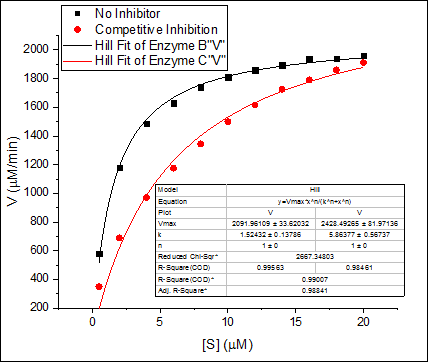 No Inhibitor
Competitive Inhibition
Hill Fit of Enzyme B"V"
Hill Fit of Enzyme C"V"
2000
1800
1600
1400
1200
1000
800
600
400
200
V (µM/min)
Model Hill
Equation y=Vmax*x^n/(k^n+x^n)
Plot V V
Vmax 2091.96109 ± 33.62032 2428.49265 ± 81.97136
k 1.52432 ± 0.13786 5.86377 ± 0.56737
n 1 ± 0 1 ± 0
Reduced Chi-Sqr* 2667.34803
R-Square(COD) 0.99563 0.98461
R-Square(COD)* 0.99007
Adj. R-Square* 0.98841
0 5 10 15 20
[S] (µM)